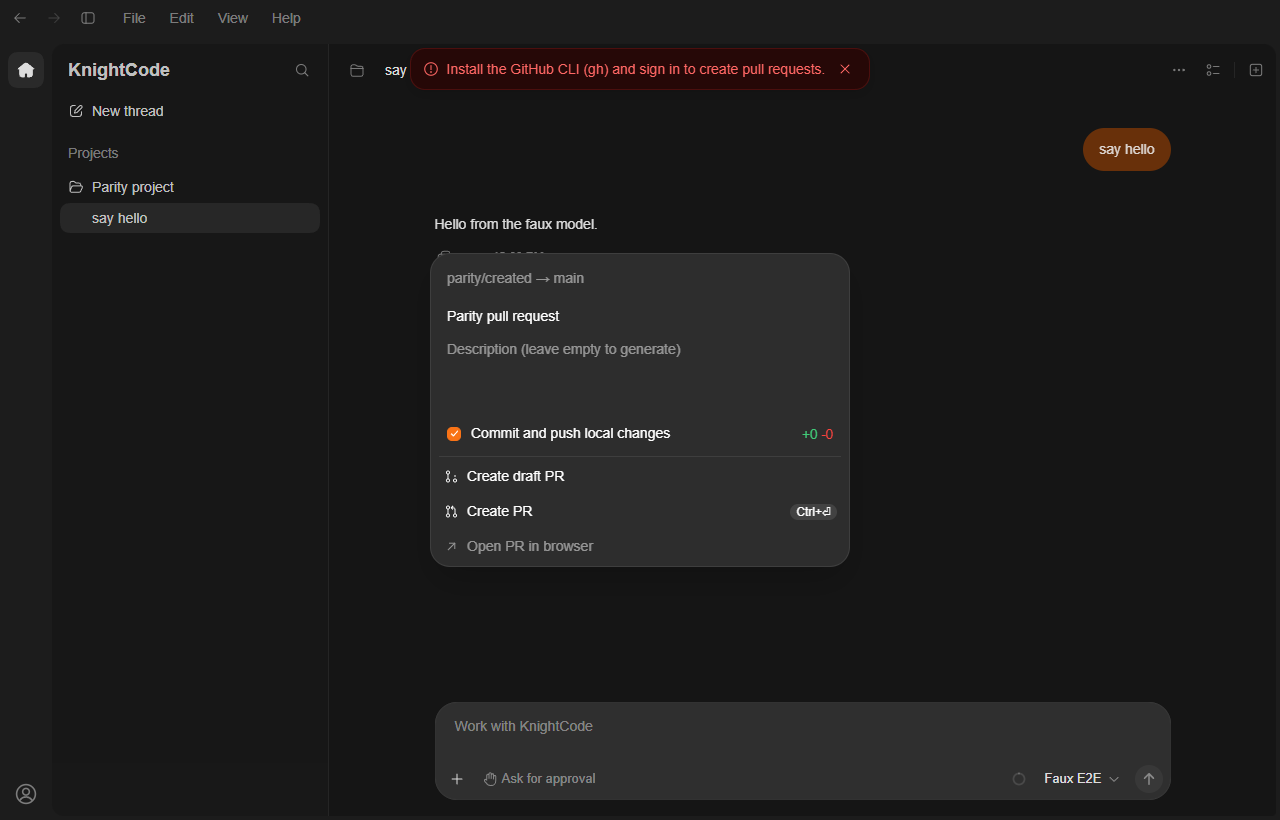 File Edit View Help
KnightCode
New thread
Projects
Parity project
say hello
say
Install the GitHub CLI (gh) and sign in to create pull requests.
say hello
Hello from the faux model.
parity/created → main
Parity pull request
Description (leave empty to generate)
Commit and push local changes +0 -0
Create draft PR
Create PR Ctrl+⏎
Open PR in browser
Work with KnightCode
Ask for approval Faux E2E